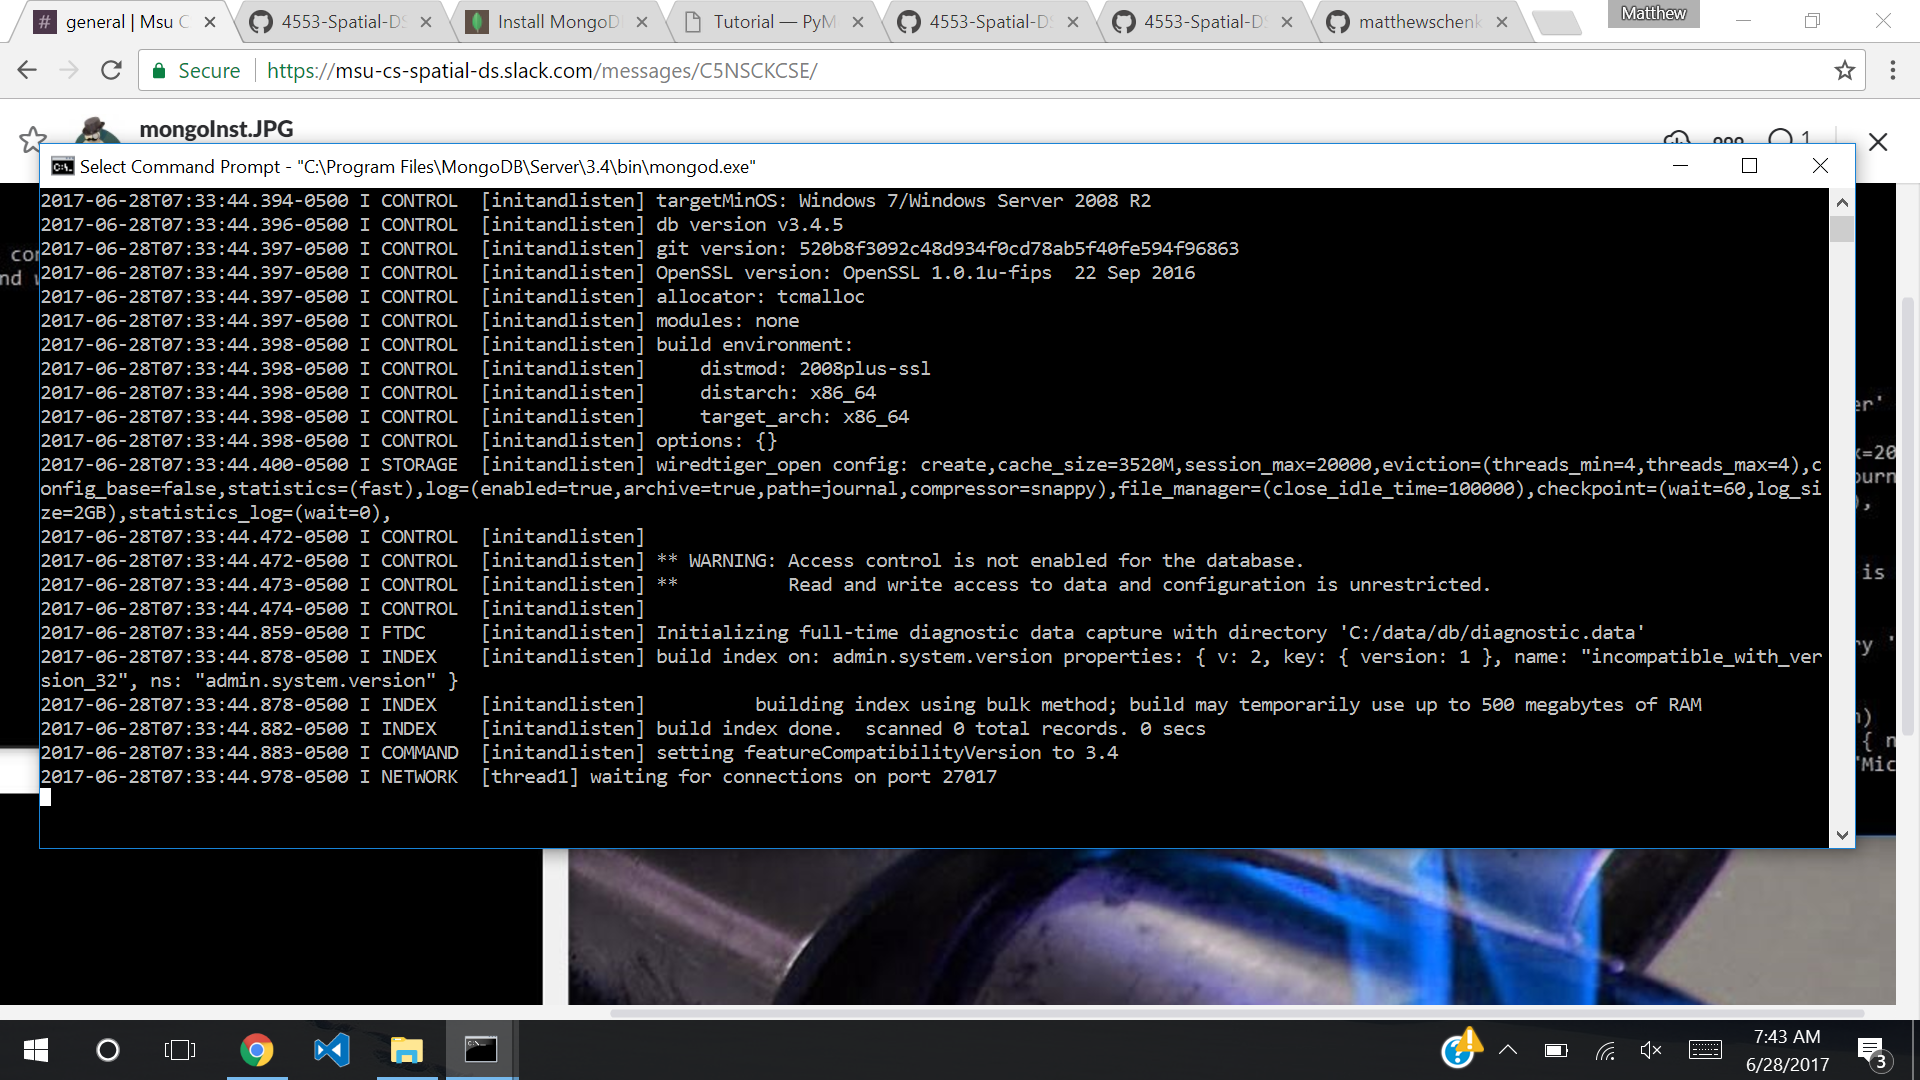 general | Msu C
4553-Spatial-DS
Install MongoD
Tutorial — PyM
4553-Spatial-DS
4553-Spatial-DS
matthewschenk
Matthew
Secure
https://msu-cs-spatial-ds.slack.com/messages/C5NSCKCSE/
mongoInst.JPG
1
Select Command Prompt - "C:\Program Files\MongoDB\Server\3.4\bin\mongod.exe"
2017-06-28T07:33:44.394-0500 I CONTROL  [initandlisten] targetMinOS: Windows 7/Windows Server 2008 R2
2017-06-28T07:33:44.396-0500 I CONTROL  [initandlisten] db version v3.4.5
2017-06-28T07:33:44.397-0500 I CONTROL  [initandlisten] git version: 520b8f3092c48d934f0cd78ab5f40fe594f96863
2017-06-28T07:33:44.397-0500 I CONTROL  [initandlisten] OpenSSL version: OpenSSL 1.0.1u-fips  22 Sep 2016
2017-06-28T07:33:44.397-0500 I CONTROL  [initandlisten] allocator: tcmalloc
2017-06-28T07:33:44.397-0500 I CONTROL  [initandlisten] modules: none
2017-06-28T07:33:44.398-0500 I CONTROL  [initandlisten] build environment:
2017-06-28T07:33:44.398-0500 I CONTROL  [initandlisten]     distmod: 2008plus-ssl
2017-06-28T07:33:44.398-0500 I CONTROL  [initandlisten]     distarch: x86_64
2017-06-28T07:33:44.398-0500 I CONTROL  [initandlisten]     target_arch: x86_64
2017-06-28T07:33:44.398-0500 I CONTROL  [initandlisten] options: {}
2017-06-28T07:33:44.400-0500 I STORAGE  [initandlisten] wiredtiger_open config: create,cache_size=3520M,session_max=20000,eviction=(threads_min=4,threads_max=4),c
onfig_base=false,statistics=(fast),log=(enabled=true,archive=true,path=journal,compressor=snappy),file_manager=(close_idle_time=100000),checkpoint=(wait=60,log_si
ze=2GB),statistics_log=(wait=0),
2017-06-28T07:33:44.472-0500 I CONTROL  [initandlisten]
2017-06-28T07:33:44.472-0500 I CONTROL  [initandlisten] ** WARNING: Access control is not enabled for the database.
2017-06-28T07:33:44.473-0500 I CONTROL  [initandlisten] **          Read and write access to data and configuration is unrestricted.
2017-06-28T07:33:44.474-0500 I CONTROL  [initandlisten]
2017-06-28T07:33:44.859-0500 I FTDC     [initandlisten] Initializing full-time diagnostic data capture with directory 'C:/data/db/diagnostic.data'
2017-06-28T07:33:44.878-0500 I INDEX    [initandlisten] build index on: admin.system.version properties: { v: 2, key: { version: 1 }, name: "incompatible_with_ver
sion_32", ns: "admin.system.version" }
2017-06-28T07:33:44.878-0500 I INDEX    [initandlisten]          building index using bulk method; build may temporarily use up to 500 megabytes of RAM
2017-06-28T07:33:44.882-0500 I INDEX    [initandlisten] build index done.  scanned 0 total records. 0 secs
2017-06-28T07:33:44.883-0500 I COMMAND  [initandlisten] setting featureCompatibilityVersion to 3.4
2017-06-28T07:33:44.978-0500 I NETWORK  [thread1] waiting for connections on port 27017
7:43 AM
6/28/2017
3